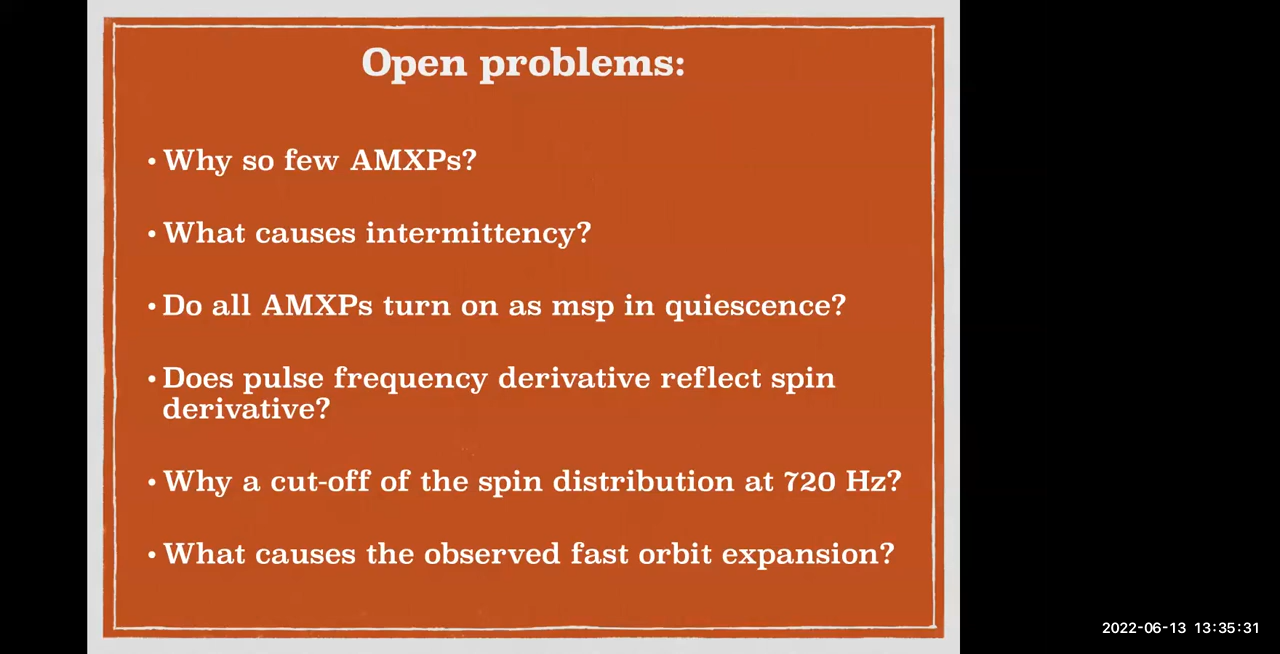 Open problems:
• Why so few AMXPs?
• What causes intermittency?
• Do all AMXPs turn on as msp in quiescence?
• Does pulse frequency derivative reflect spin
derivative?
• Why a cut-off of the spin distribution at 720 Hz?
• What causes the observed fast orbit expansion?
2022-06-13 13:35:31